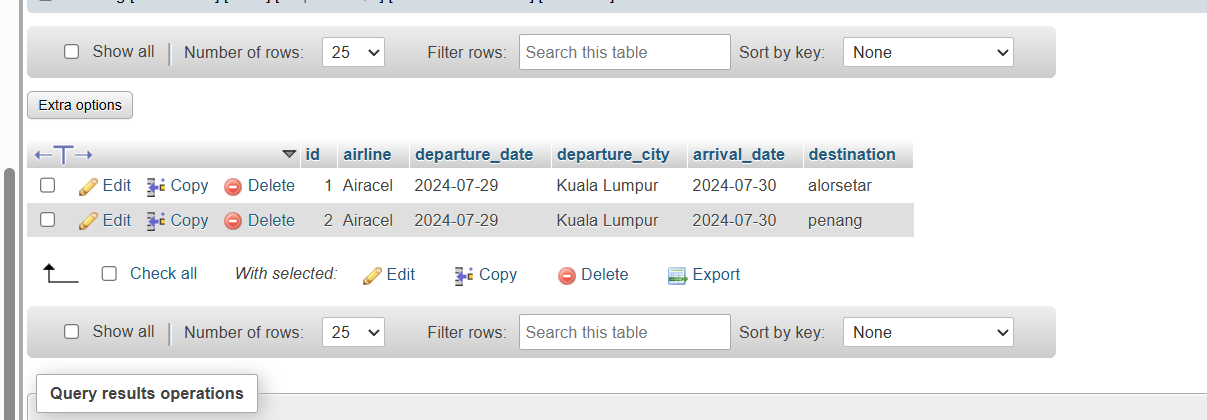 Show all Number of rows: 25 Filter rows: Search this table Sort by key: None
Extra options
id airline departure_date departure_city arrival_date destination
Edit Copy Delete 1 Airacel 2024-07-29 Kuala Lumpur 2024-07-30 alorsetar
Edit Copy Delete 2 Airacel 2024-07-29 Kuala Lumpur 2024-07-30 penang
Check all With selected: Edit Copy Delete Export
Show all Number of rows: 25 Filter rows: Search this table Sort by key: None
Query results operations